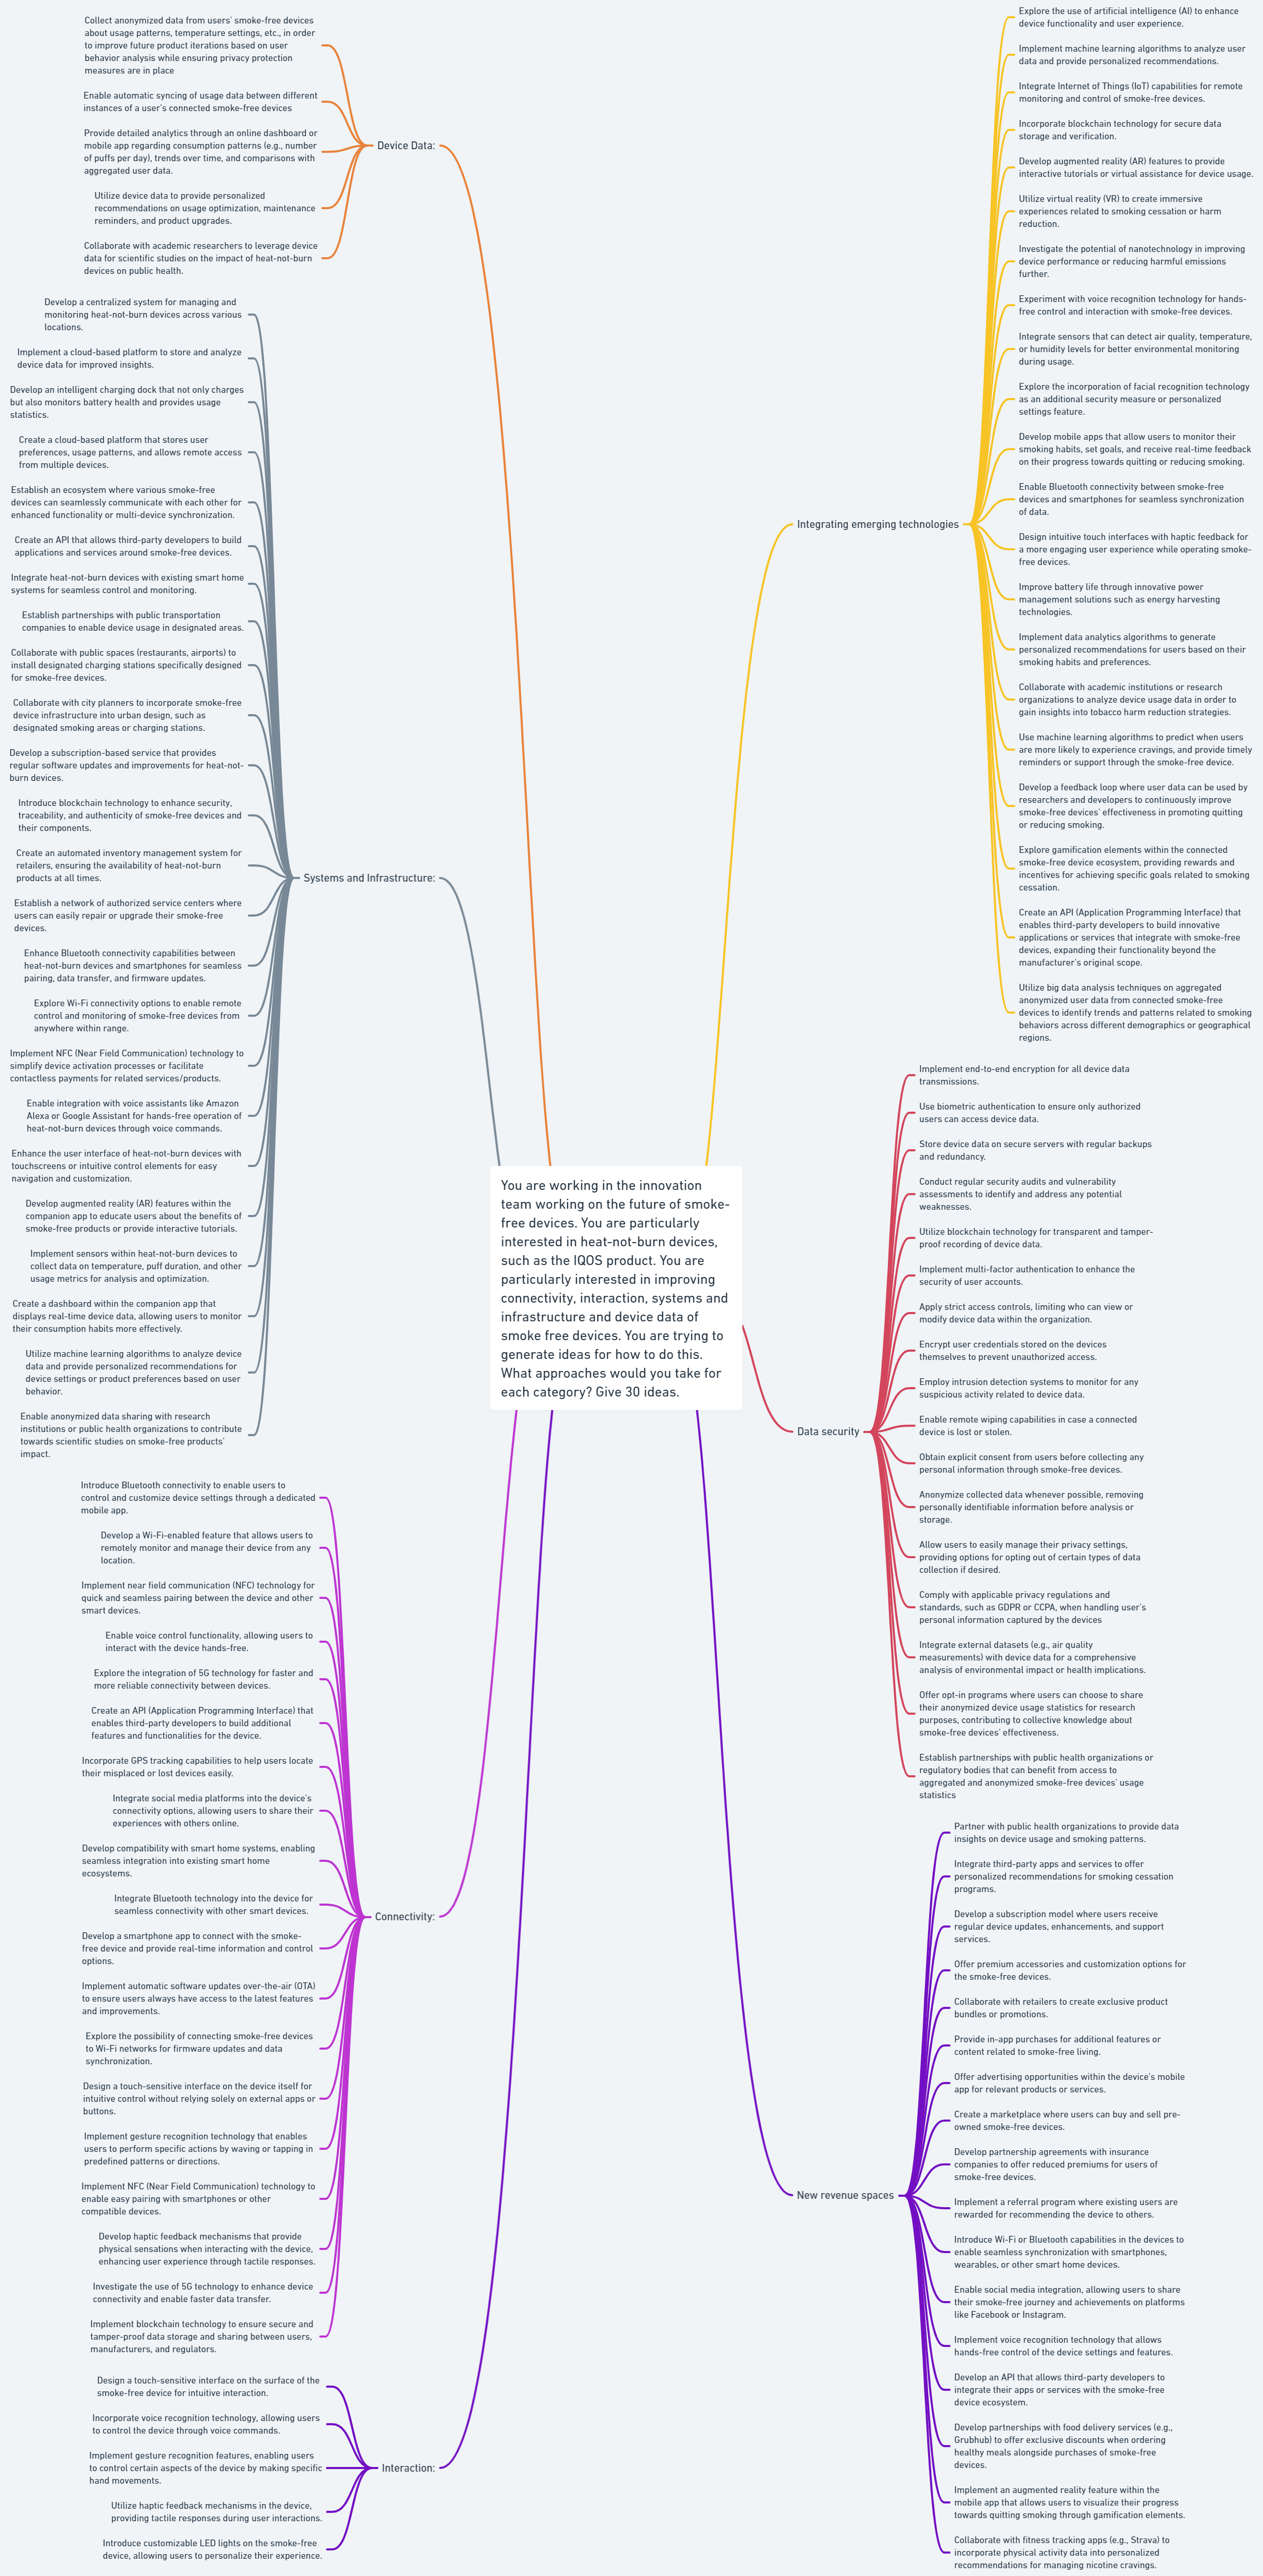 Collect anonymized data from users' smoke-free devices
about usage patterns, temperature settings, etc., in order
to improve future product iterations based on user
behavior analysis while ensuring privacy protection
measures are in place
Enable automatic syncing of usage data between different
instances of a user's connected smoke-free devices
Provide detailed analytics through an online dashboard or
mobile app regarding consumption patterns (e.g., number
of puffs per day), trends over time, and comparisons with
aggregated user data.
Utilize device data to provide personalized
recommendations on usage optimization, maintenance
reminders, and product upgrades.
Collaborate with academic researchers to leverage device
data for scientific studies on the impact of heat-not-burn
devices on public health.
Device Data:
Develop a centralized system for managing and
monitoring heat-not-burn devices across various
locations.
Implement a cloud-based platform to store and analyze
device data for improved insights.
Develop an intelligent charging dock that not only charges
but also monitors battery health and provides usage
statistics.
Create a cloud-based platform that stores user
preferences, usage patterns, and allows remote access
from multiple devices.
Establish an ecosystem where various smoke-free
devices can seamlessly communicate with each other for
enhanced functionality or multi-device synchronization.
Create an API that allows third-party developers to build
applications and services around smoke-free devices.
Integrate heat-not-burn devices with existing smart home
systems for seamless control and monitoring.
Establish partnerships with public transportation
companies to enable device usage in designated areas.
Collaborate with public spaces (restaurants, airports) to
install designated charging stations specifically designed
for smoke-free devices.
Collaborate with city planners to incorporate smoke-free
device infrastructure into urban design, such as
designated smoking areas or charging stations.
Develop a subscription-based service that provides
regular software updates and improvements for heat-not-
burn devices.
Introduce blockchain technology to enhance security,
traceability, and authenticity of smoke-free devices and
their components.
Create an automated inventory management system for
retailers, ensuring the availability of heat-not-burn
products at all times.
Establish a network of authorized service centers where
users can easily repair or upgrade their smoke-free
devices.
Enhance Bluetooth connectivity capabilities between
heat-not-burn devices and smartphones for seamless
pairing, data transfer, and firmware updates.
Explore Wi-Fi connectivity options to enable remote
control and monitoring of smoke-free devices from
anywhere within range.
Implement NFC (Near Field Communication) technology to
simplify device activation processes or facilitate
contactless payments for related services/products.
Enable integration with voice assistants like Amazon
Alexa or Google Assistant for hands-free operation of
heat-not-burn devices through voice commands.
Enhance the user interface of heat-not-burn devices with
touchscreens or intuitive control elements for easy
navigation and customization.
Develop augmented reality (AR) features within the
companion app to educate users about the benefits of
smoke-free products or provide interactive tutorials.
Implement sensors within heat-not-burn devices to
collect data on temperature, puff duration, and other
usage metrics for analysis and optimization.
Create a dashboard within the companion app that
displays real-time device data, allowing users to monitor
their consumption habits more effectively.
Utilize machine learning algorithms to analyze device
data and provide personalized recommendations for
device settings or product preferences based on user
behavior.
Enable anonymized data sharing with research
institutions or public health organizations to contribute
towards scientific studies on smoke-free products'
impact.
Systems and Infrastructure:
Introduce Bluetooth connectivity to enable users to
control and customize device settings through a dedicated
mobile app.
Develop a Wi-Fi-enabled feature that allows users to
remotely monitor and manage their device from any
location.
Implement near field communication (NFC) technology for
quick and seamless pairing between the device and other
smart devices.
Enable voice control functionality, allowing users to
interact with the device hands-free.
Explore the integration of 5G technology for faster and
more reliable connectivity between devices.
Create an API (Application Programming Interface) that
enables third-party developers to build additional
features and functionalities for the device.
Incorporate GPS tracking capabilities to help users locate
their misplaced or lost devices easily.
Integrate social media platforms into the device's
connectivity options, allowing users to share their
experiences with others online.
Develop compatibility with smart home systems, enabling
seamless integration into existing smart home
ecosystems.
Integrate Bluetooth technology into the device for
seamless connectivity with other smart devices.
Develop a smartphone app to connect with the smoke-
free device and provide real-time information and control
options.
Implement automatic software updates over-the-air (OTA)
to ensure users always have access to the latest features
and improvements.
Explore the possibility of connecting smoke-free devices
to Wi-Fi networks for firmware updates and data
synchronization.
Design a touch-sensitive interface on the device itself for
intuitive control without relying solely on external apps or
buttons.
Implement gesture recognition technology that enables
users to perform specific actions by waving or tapping in
predefined patterns or directions.
Implement NFC (Near Field Communication) technology to
enable easy pairing with smartphones or other
compatible devices.
Develop haptic feedback mechanisms that provide
physical sensations when interacting with the device,
enhancing user experience through tactile responses.
Investigate the use of 5G technology to enhance device
connectivity and enable faster data transfer.
Implement blockchain technology to ensure secure and
tamper-proof data storage and sharing between users,
manufacturers, and regulators.
Connectivity:
Design a touch-sensitive interface on the surface of the
smoke-free device for intuitive interaction.
Incorporate voice recognition technology, allowing users
to control the device through voice commands.
Implement gesture recognition features, enabling users
to control certain aspects of the device by making specific
hand movements.
Utilize haptic feedback mechanisms in the device,
providing tactile responses during user interactions.
Introduce customizable LED lights on the smoke-free
device, allowing users to personalize their experience.
Interaction:
You are working in the innovation
team working on the future of smoke-
free devices. You are particularly
interested in heat-not-burn devices,
such as the IQOS product. You are
particularly interested in improving
connectivity, interaction, systems and
infrastructure and device data of
smoke free devices. You are trying to
generate ideas for how to do this.
What approaches would you take for
each category? Give 30 ideas.
Integrating emerging technologies
Explore the use of artificial intelligence (AI) to enhance
device functionality and user experience.
Implement machine learning algorithms to analyze user
data and provide personalized recommendations.
Integrate Internet of Things (IoT) capabilities for remote
monitoring and control of smoke-free devices.
Incorporate blockchain technology for secure data
storage and verification.
Develop augmented reality (AR) features to provide
interactive tutorials or virtual assistance for device usage.
Utilize virtual reality (VR) to create immersive
experiences related to smoking cessation or harm
reduction.
Investigate the potential of nanotechnology in improving
device performance or reducing harmful emissions
further.
Experiment with voice recognition technology for hands-
free control and interaction with smoke-free devices.
Integrate sensors that can detect air quality, temperature,
or humidity levels for better environmental monitoring
during usage.
Explore the incorporation of facial recognition technology
as an additional security measure or personalized
settings feature.
Develop mobile apps that allow users to monitor their
smoking habits, set goals, and receive real-time feedback
on their progress towards quitting or reducing smoking.
Enable Bluetooth connectivity between smoke-free
devices and smartphones for seamless synchronization
of data.
Design intuitive touch interfaces with haptic feedback for
a more engaging user experience while operating smoke-
free devices.
Improve battery life through innovative power
management solutions such as energy harvesting
technologies.
Implement data analytics algorithms to generate
personalized recommendations for users based on their
smoking habits and preferences.
Collaborate with academic institutions or research
organizations to analyze device usage data in order to
gain insights into tobacco harm reduction strategies.
Use machine learning algorithms to predict when users
are more likely to experience cravings, and provide timely
reminders or support through the smoke-free device.
Develop a feedback loop where user data can be used by
researchers and developers to continuously improve
smoke-free devices' effectiveness in promoting quitting
or reducing smoking.
Explore gamification elements within the connected
smoke-free device ecosystem, providing rewards and
incentives for achieving specific goals related to smoking
cessation.
Create an API (Application Programming Interface) that
enables third-party developers to build innovative
applications or services that integrate with smoke-free
devices, expanding their functionality beyond the
manufacturer's original scope.
Utilize big data analysis techniques on aggregated
anonymized user data from connected smoke-free
devices to identify trends and patterns related to smoking
behaviors across different demographics or geographical
regions.
Data security
Implement end-to-end encryption for all device data
transmissions.
Use biometric authentication to ensure only authorized
users can access device data.
Store device data on secure servers with regular backups
and redundancy.
Conduct regular security audits and vulnerability
assessments to identify and address any potential
weaknesses.
Utilize blockchain technology for transparent and tamper-
proof recording of device data.
Implement multi-factor authentication to enhance the
security of user accounts.
Apply strict access controls, limiting who can view or
modify device data within the organization.
Encrypt user credentials stored on the devices
themselves to prevent unauthorized access.
Employ intrusion detection systems to monitor for any
suspicious activity related to device data.
Enable remote wiping capabilities in case a connected
device is lost or stolen.
Obtain explicit consent from users before collecting any
personal information through smoke-free devices.
Anonymize collected data whenever possible, removing
personally identifiable information before analysis or
storage.
Allow users to easily manage their privacy settings,
providing options for opting out of certain types of data
collection if desired.
Comply with applicable privacy regulations and
standards, such as GDPR or CCPA, when handling user's
personal information captured by the devices
Integrate external datasets (e.g., air quality
measurements) with device data for a comprehensive
analysis of environmental impact or health implications.
Offer opt-in programs where users can choose to share
their anonymized device usage statistics for research
purposes, contributing to collective knowledge about
smoke-free devices' effectiveness.
Establish partnerships with public health organizations or
regulatory bodies that can benefit from access to
aggregated and anonymized smoke-free devices' usage
statistics
New revenue spaces
Partner with public health organizations to provide data
insights on device usage and smoking patterns.
Integrate third-party apps and services to offer
personalized recommendations for smoking cessation
programs.
Develop a subscription model where users receive
regular device updates, enhancements, and support
services.
Offer premium accessories and customization options for
the smoke-free devices.
Collaborate with retailers to create exclusive product
bundles or promotions.
Provide in-app purchases for additional features or
content related to smoke-free living.
Offer advertising opportunities within the device's mobile
app for relevant products or services.
Create a marketplace where users can buy and sell pre-
owned smoke-free devices.
Develop partnership agreements with insurance
companies to offer reduced premiums for users of
smoke-free devices.
Implement a referral program where existing users are
rewarded for recommending the device to others.
Introduce Wi-Fi or Bluetooth capabilities in the devices to
enable seamless synchronization with smartphones,
wearables, or other smart home devices.
Enable social media integration, allowing users to share
their smoke-free journey and achievements on platforms
like Facebook or Instagram.
Implement voice recognition technology that allows
hands-free control of the device settings and features.
Develop an API that allows third-party developers to
integrate their apps or services with the smoke-free
device ecosystem.
Develop partnerships with food delivery services (e.g.,
Grubhub) to offer exclusive discounts when ordering
healthy meals alongside purchases of smoke-free
devices.
Implement an augmented reality feature within the
mobile app that allows users to visualize their progress
towards quitting smoking through gamification elements.
Collaborate with fitness tracking apps (e.g., Strava) to
incorporate physical activity data into personalized
recommendations for managing nicotine cravings.